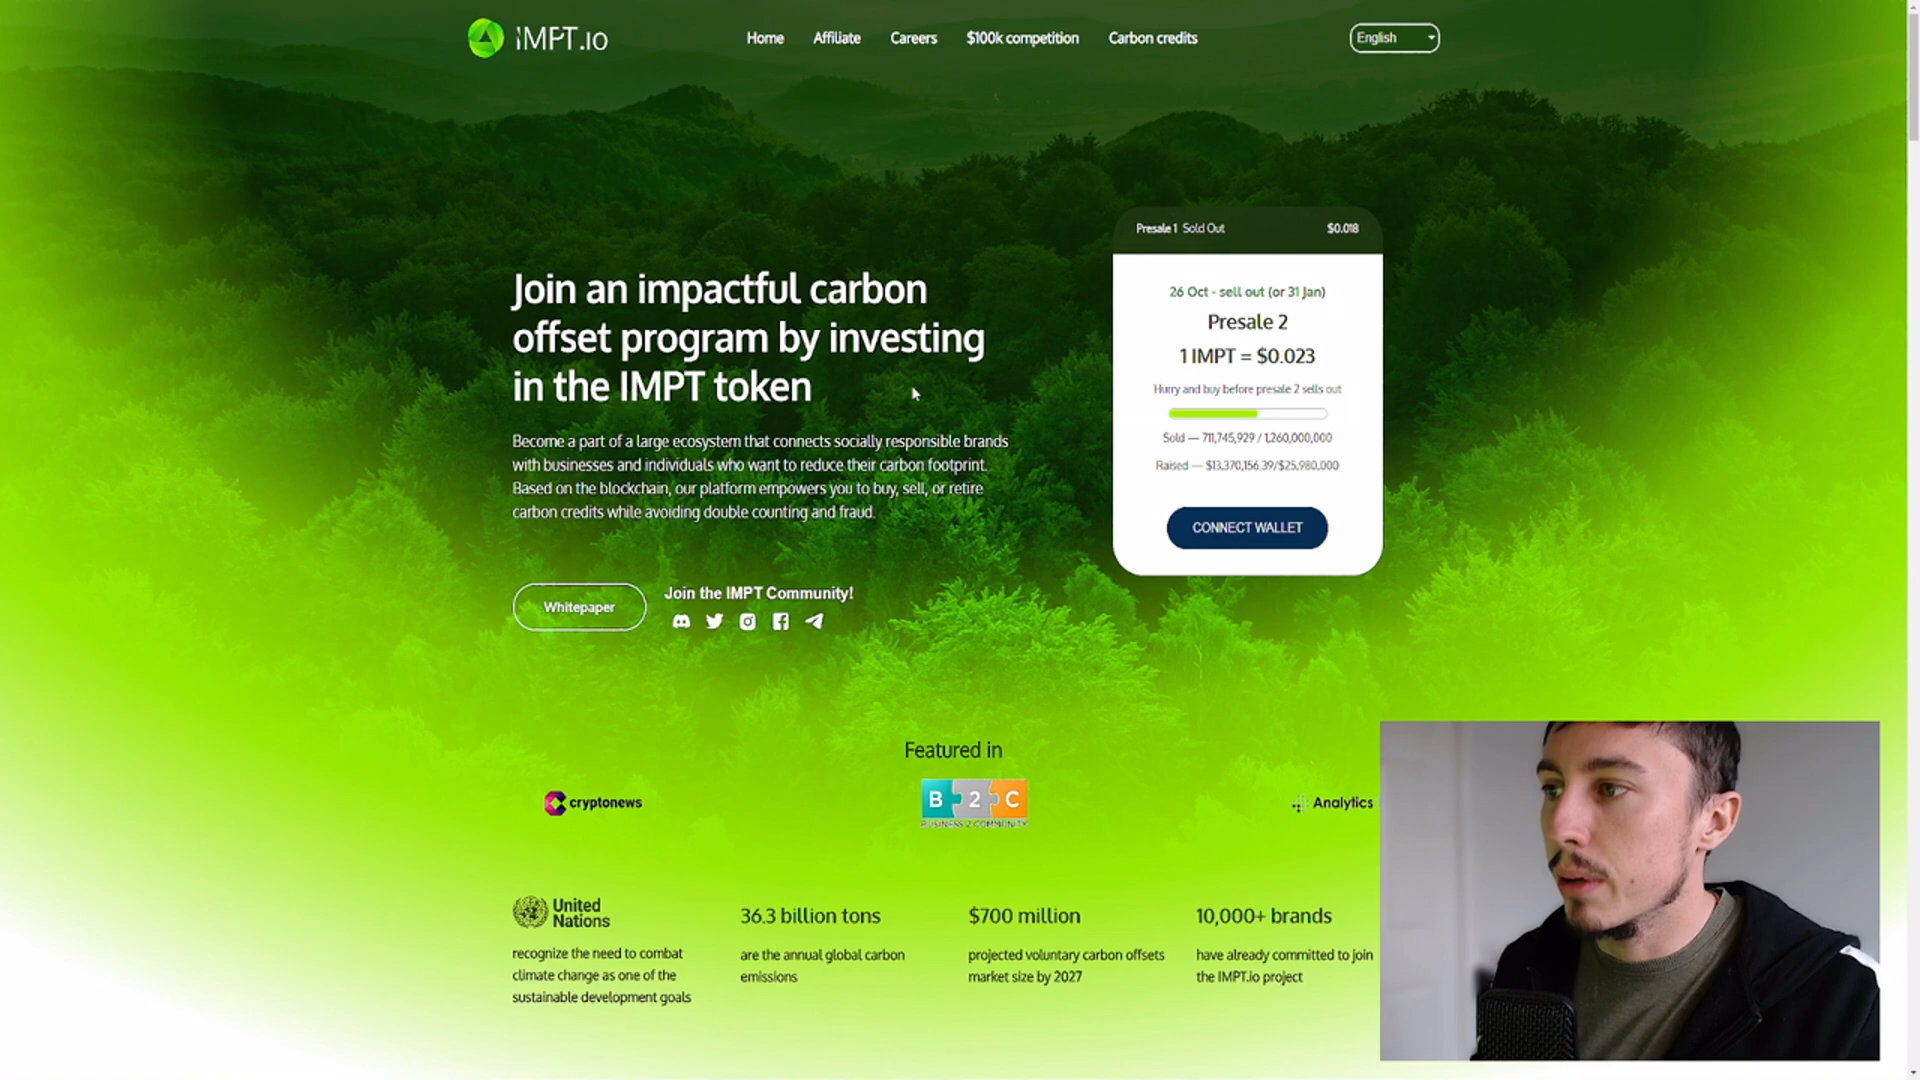 IMPT.io
Home
Affiliate
Careers
$100k competition
Carbon credits
English
Presale 1 Sold Out
$0.018
Join an impactful carbon
offset program by investing
in the IMPT token
Become a part of a large ecosystem that connects socially responsible brands
with businesses and individuals who want to reduce their carbon footprint.
Based on the blockchain, our platform empowers you to buy, sell, or retire
carbon credits while avoiding double counting and fraud.
26 Oct - sell out (or 31 Jan)
Presale 2
1 IMPT = $0.023
Hurry and buy before presale 2 sells out
Sold — 711,745,929 / 1,260,000,000
Raised — $13,370,156.39/$25,980,000
CONNECT WALLET
Whitepaper
Join the IMPT Community!
Featured in
cryptonews
B 2 C
BUSINESS 2 COMMUNITY
Analytics
United
Nations
recognize the need to combat
climate change as one of the
sustainable development goals
36.3 billion tons
are the annual global carbon
emissions
$700 million
projected voluntary carbon offsets
market size by 2027
10,000+ brands
have already committed to join
the IMPT.io project